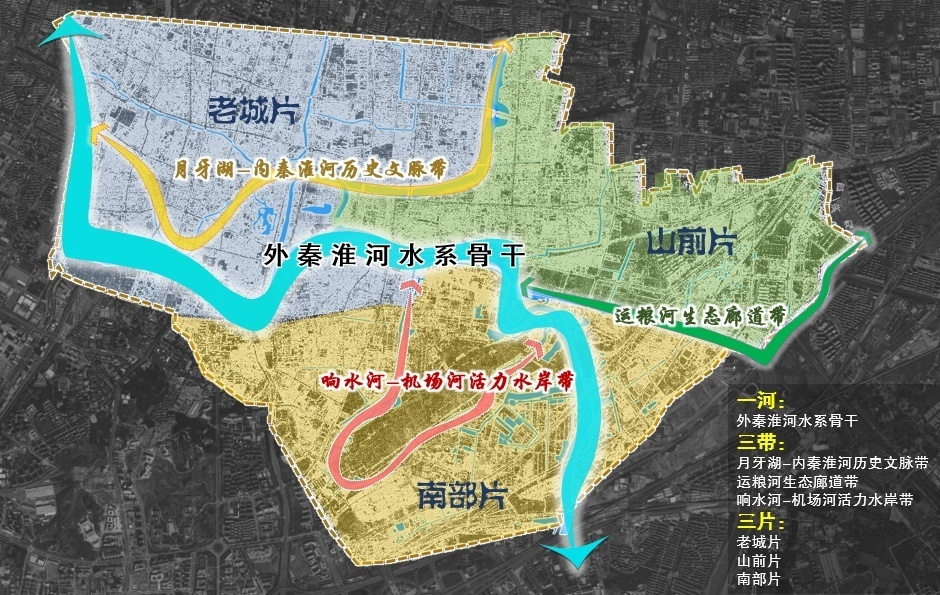 老城片
月牙湖-内秦淮河历史文脉带
外秦淮河水系骨干
山前片
运粮河生态廊道带
响水河-机场河活力水岸带
南部片
一河：
外秦淮河水系骨干
三带：
月牙湖-内秦淮河历史文脉带
运粮河生态廊道带
响水河-机场河活力水岸带
三片：
老城片
山前片
南部片